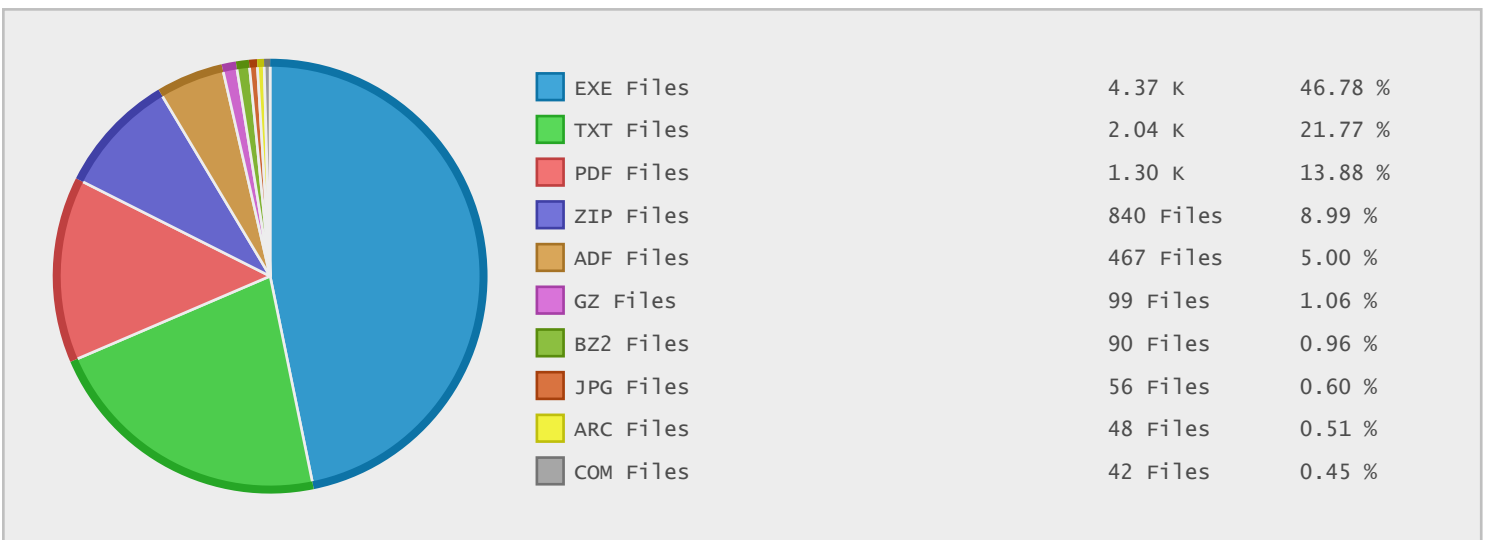 EXE Files 4.37 K 46.78 %
TXT Files 2.04 K 21.77 %
PDF Files 1.30 K 13.88 %
ZIP Files 840 Files 8.99 %
ADF Files 467 Files 5.00 %
GZ Files 99 Files 1.06 %
BZ2 Files 90 Files 0.96 %
JPG Files 56 Files 0.60 %
ARC Files 48 Files 0.51 %
COM Files 42 Files 0.45 %